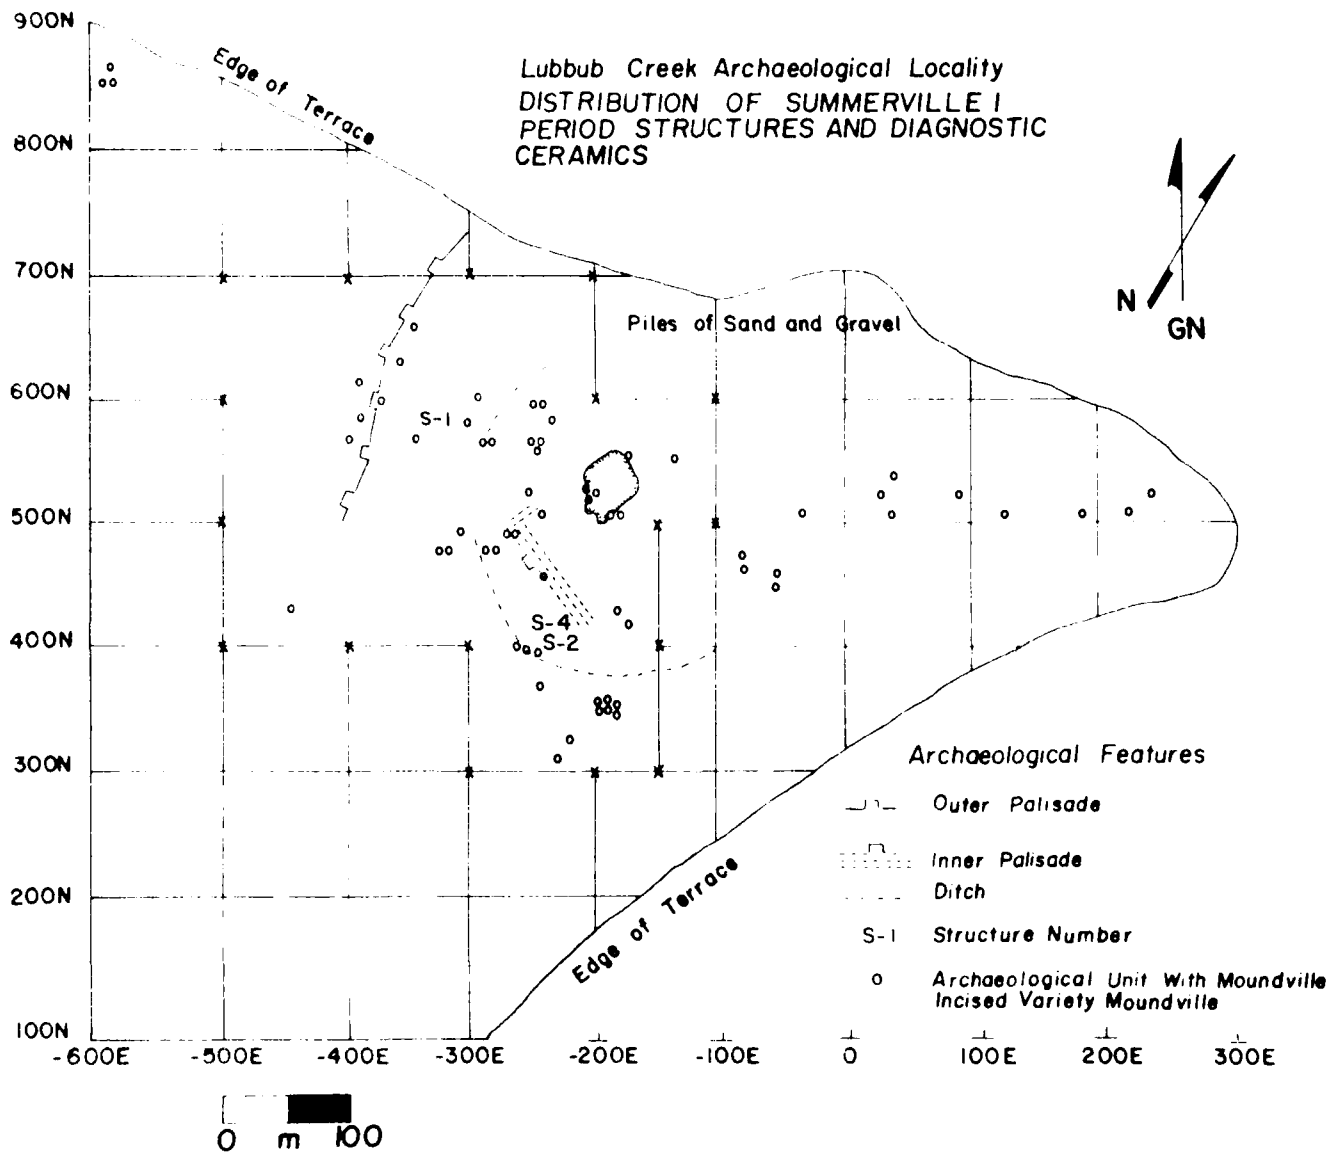 Lubbub Creek Archaeological Locality
DISTRIBUTION OF SUMMERVILLE I
PERIOD STRUCTURES AND DIAGNOSTIC
CERAMICS
900N
800N
700N
600N
500N
400N
300N
200N
100N
Edge of Terrace
N
GN
Piles of Sand and Gravel
S-1
S-4
S-2
Edge of Terrace
Archaeological Features
Outer Palisade
Inner Palisade
Ditch
S-1 Structure Number
Archaeological Unit With Moundville
Incised Variety Moundville
-600E -500E -400E -300E -200E -100E 0 100E 200E 300E
0 m 100